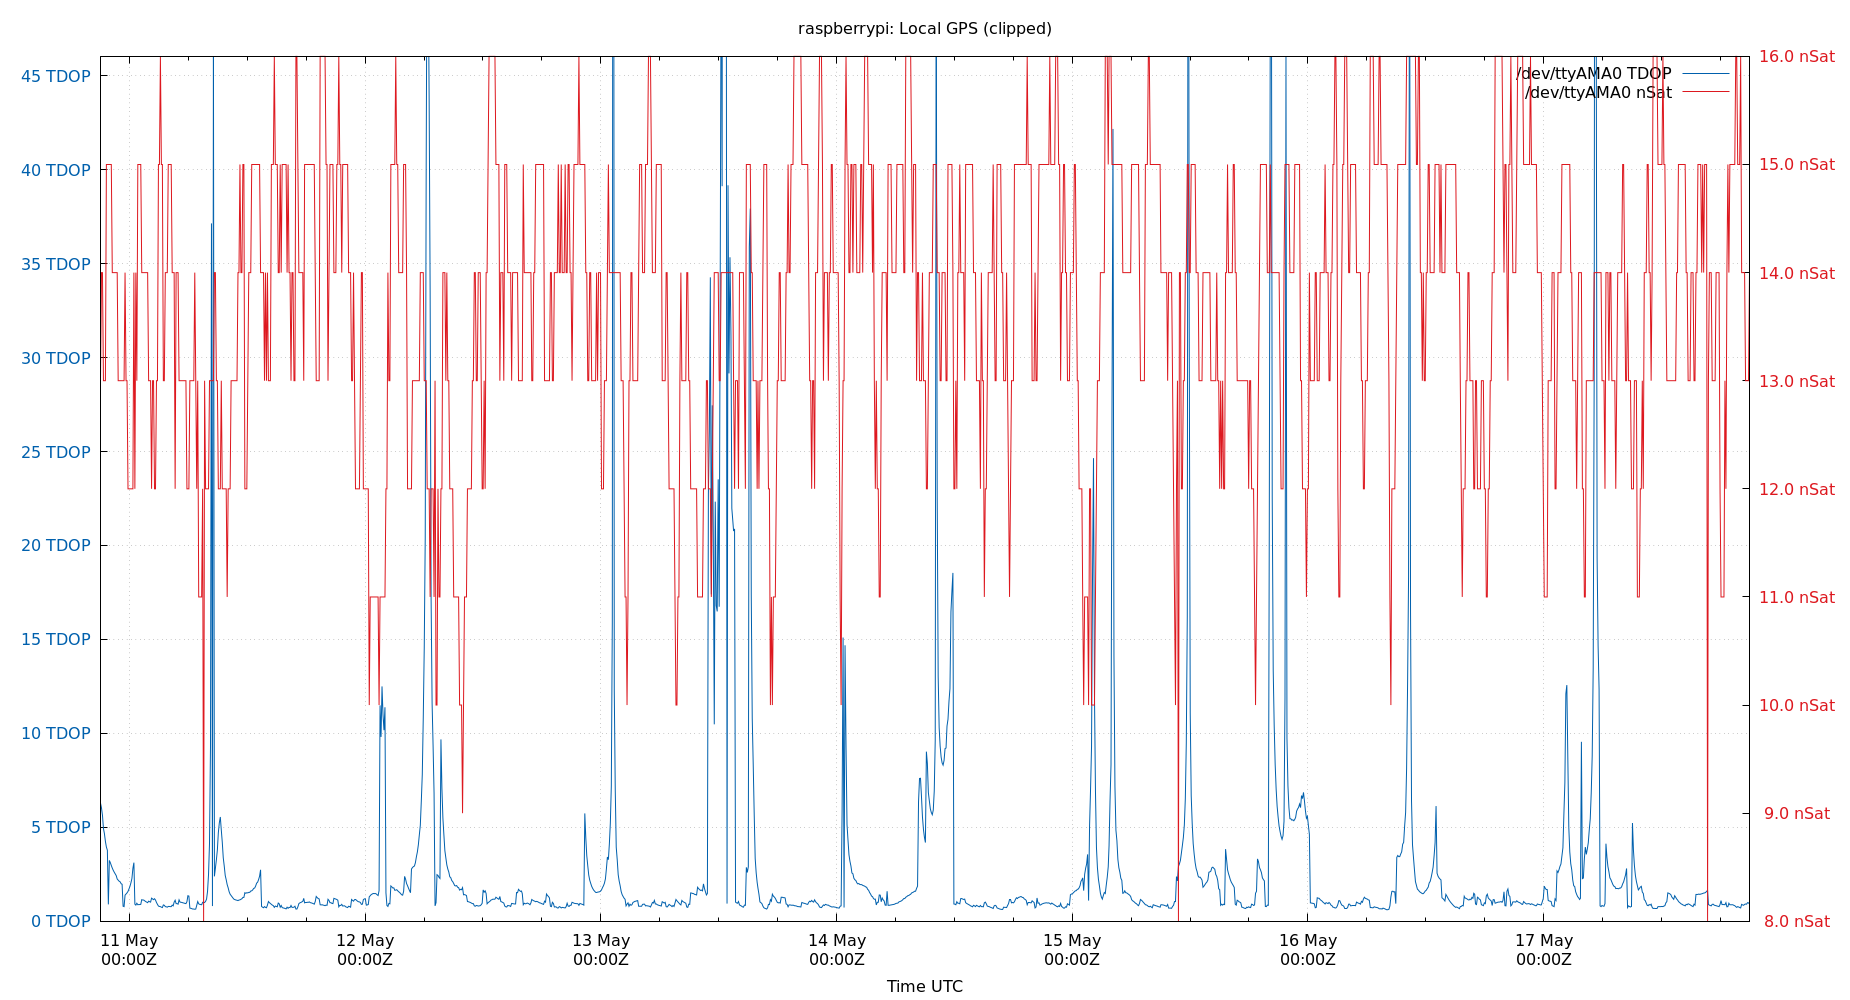 raspberrypi: Local GPS (clipped)
45 TDOP
40 TDOP
35 TDOP
30 TDOP
25 TDOP
20 TDOP
15 TDOP
10 TDOP
5 TDOP
0 TDOP
16.0 nSat
15.0 nSat
14.0 nSat
13.0 nSat
12.0 nSat
11.0 nSat
10.0 nSat
9.0 nSat
8.0 nSat
/dev/ttyAMA0 TDOP
/dev/ttyAMA0 nSat
11 May
00:00Z
12 May
00:00Z
13 May
00:00Z
14 May
00:00Z
15 May
00:00Z
16 May
00:00Z
17 May
00:00Z
Time UTC